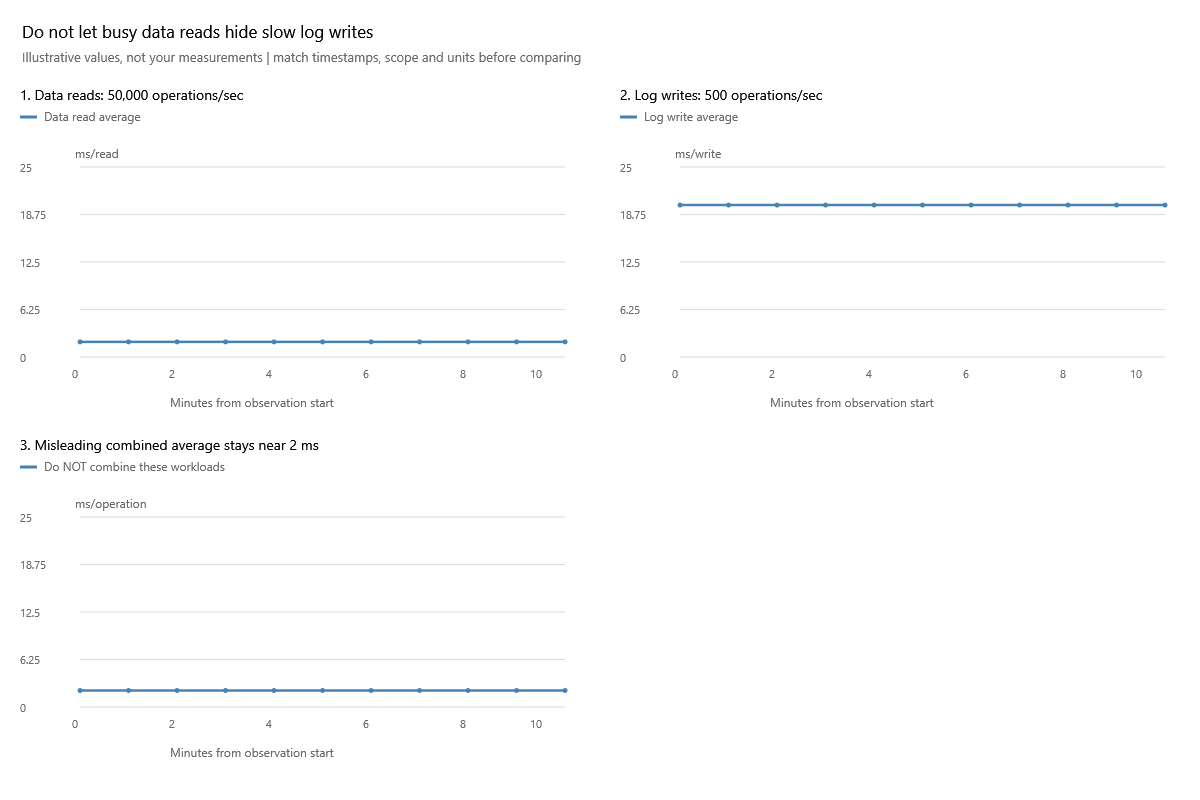 Do not let busy data reads hide slow log writes
Illustrative values, not your measurements | match timestamps, scope and units before comparing
1. Data reads: 50,000 operations/sec
Data read average
ms/read
25
18.75
12.5
6.25
0
0 2 4 6 8 10
Minutes from observation start
2. Log writes: 500 operations/sec
Log write average
ms/write
25
18.75
12.5
6.25
0
0 2 4 6 8 10
Minutes from observation start
3. Misleading combined average stays near 2 ms
Do NOT combine these workloads
ms/operation
25
18.75
12.5
6.25
0
0 2 4 6 8 10
Minutes from observation start